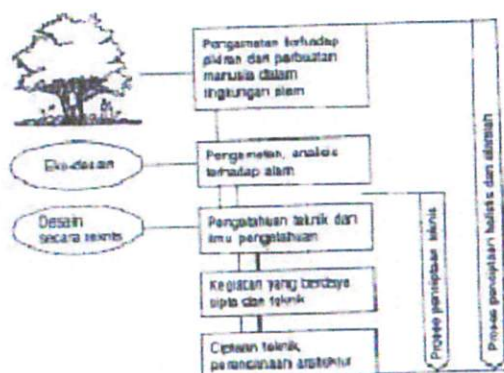 Pengamatan terhadap
pikiran dan perbuatan
manusia dalam
lingkungan alam
Eko-desain
Pengamatan, analisis
terhadap alam
Desain
secara teknis
Pengetahuan teknik dan
ilmu pengetahuan
Kegiatan yang berdaya
cipta dan teknik
Ciptaan teknik,
perencanaan arsitektur
Proses penciptaan teknis
Proses penciptaan holistis dan alamiah